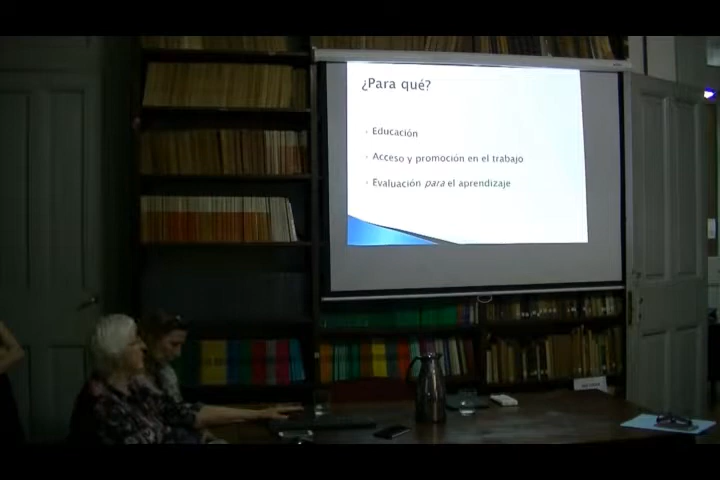 ¿Para qué?
Educación
Acceso y promoción en el trabajo
Evaluación para el aprendizaje